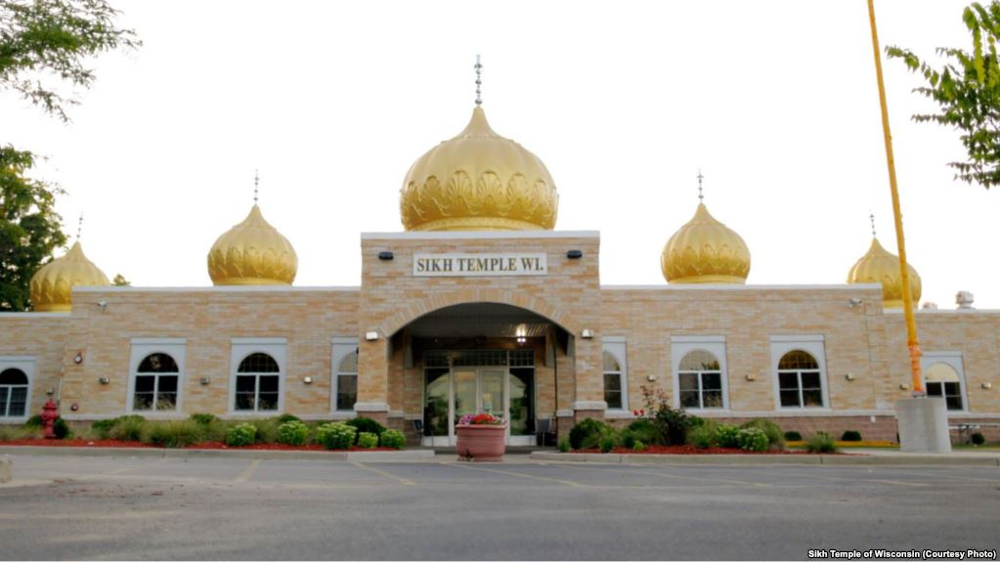 SIKH TEMPLE WI.
Sikh Temple of Wisconsin (Courtesy Photo)